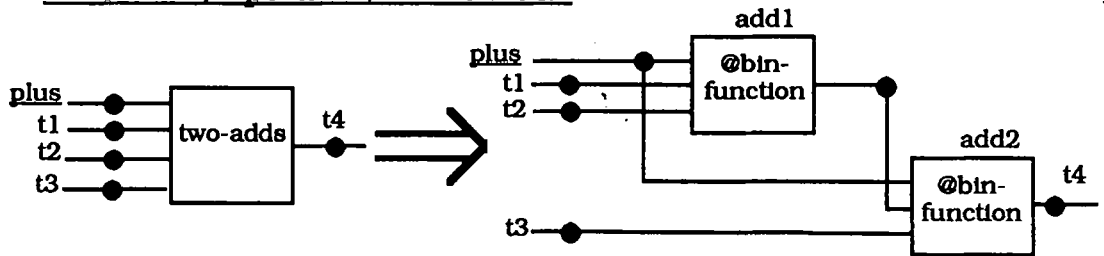 plus
t1
t2
t3
two-adds
t4
plus
t1
t2
t3
add1
@bin-
function
add2
@bin-
function
t4